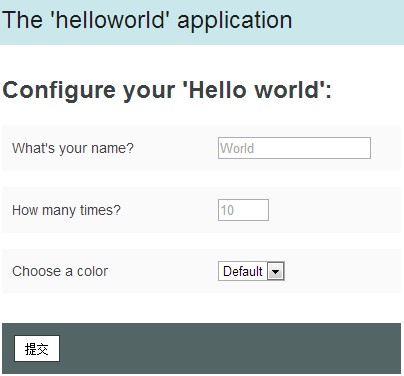 The 'helloworld' application
Configure your 'Hello world':
What's your name? World
How many times? 10
Choose a color Default
提交